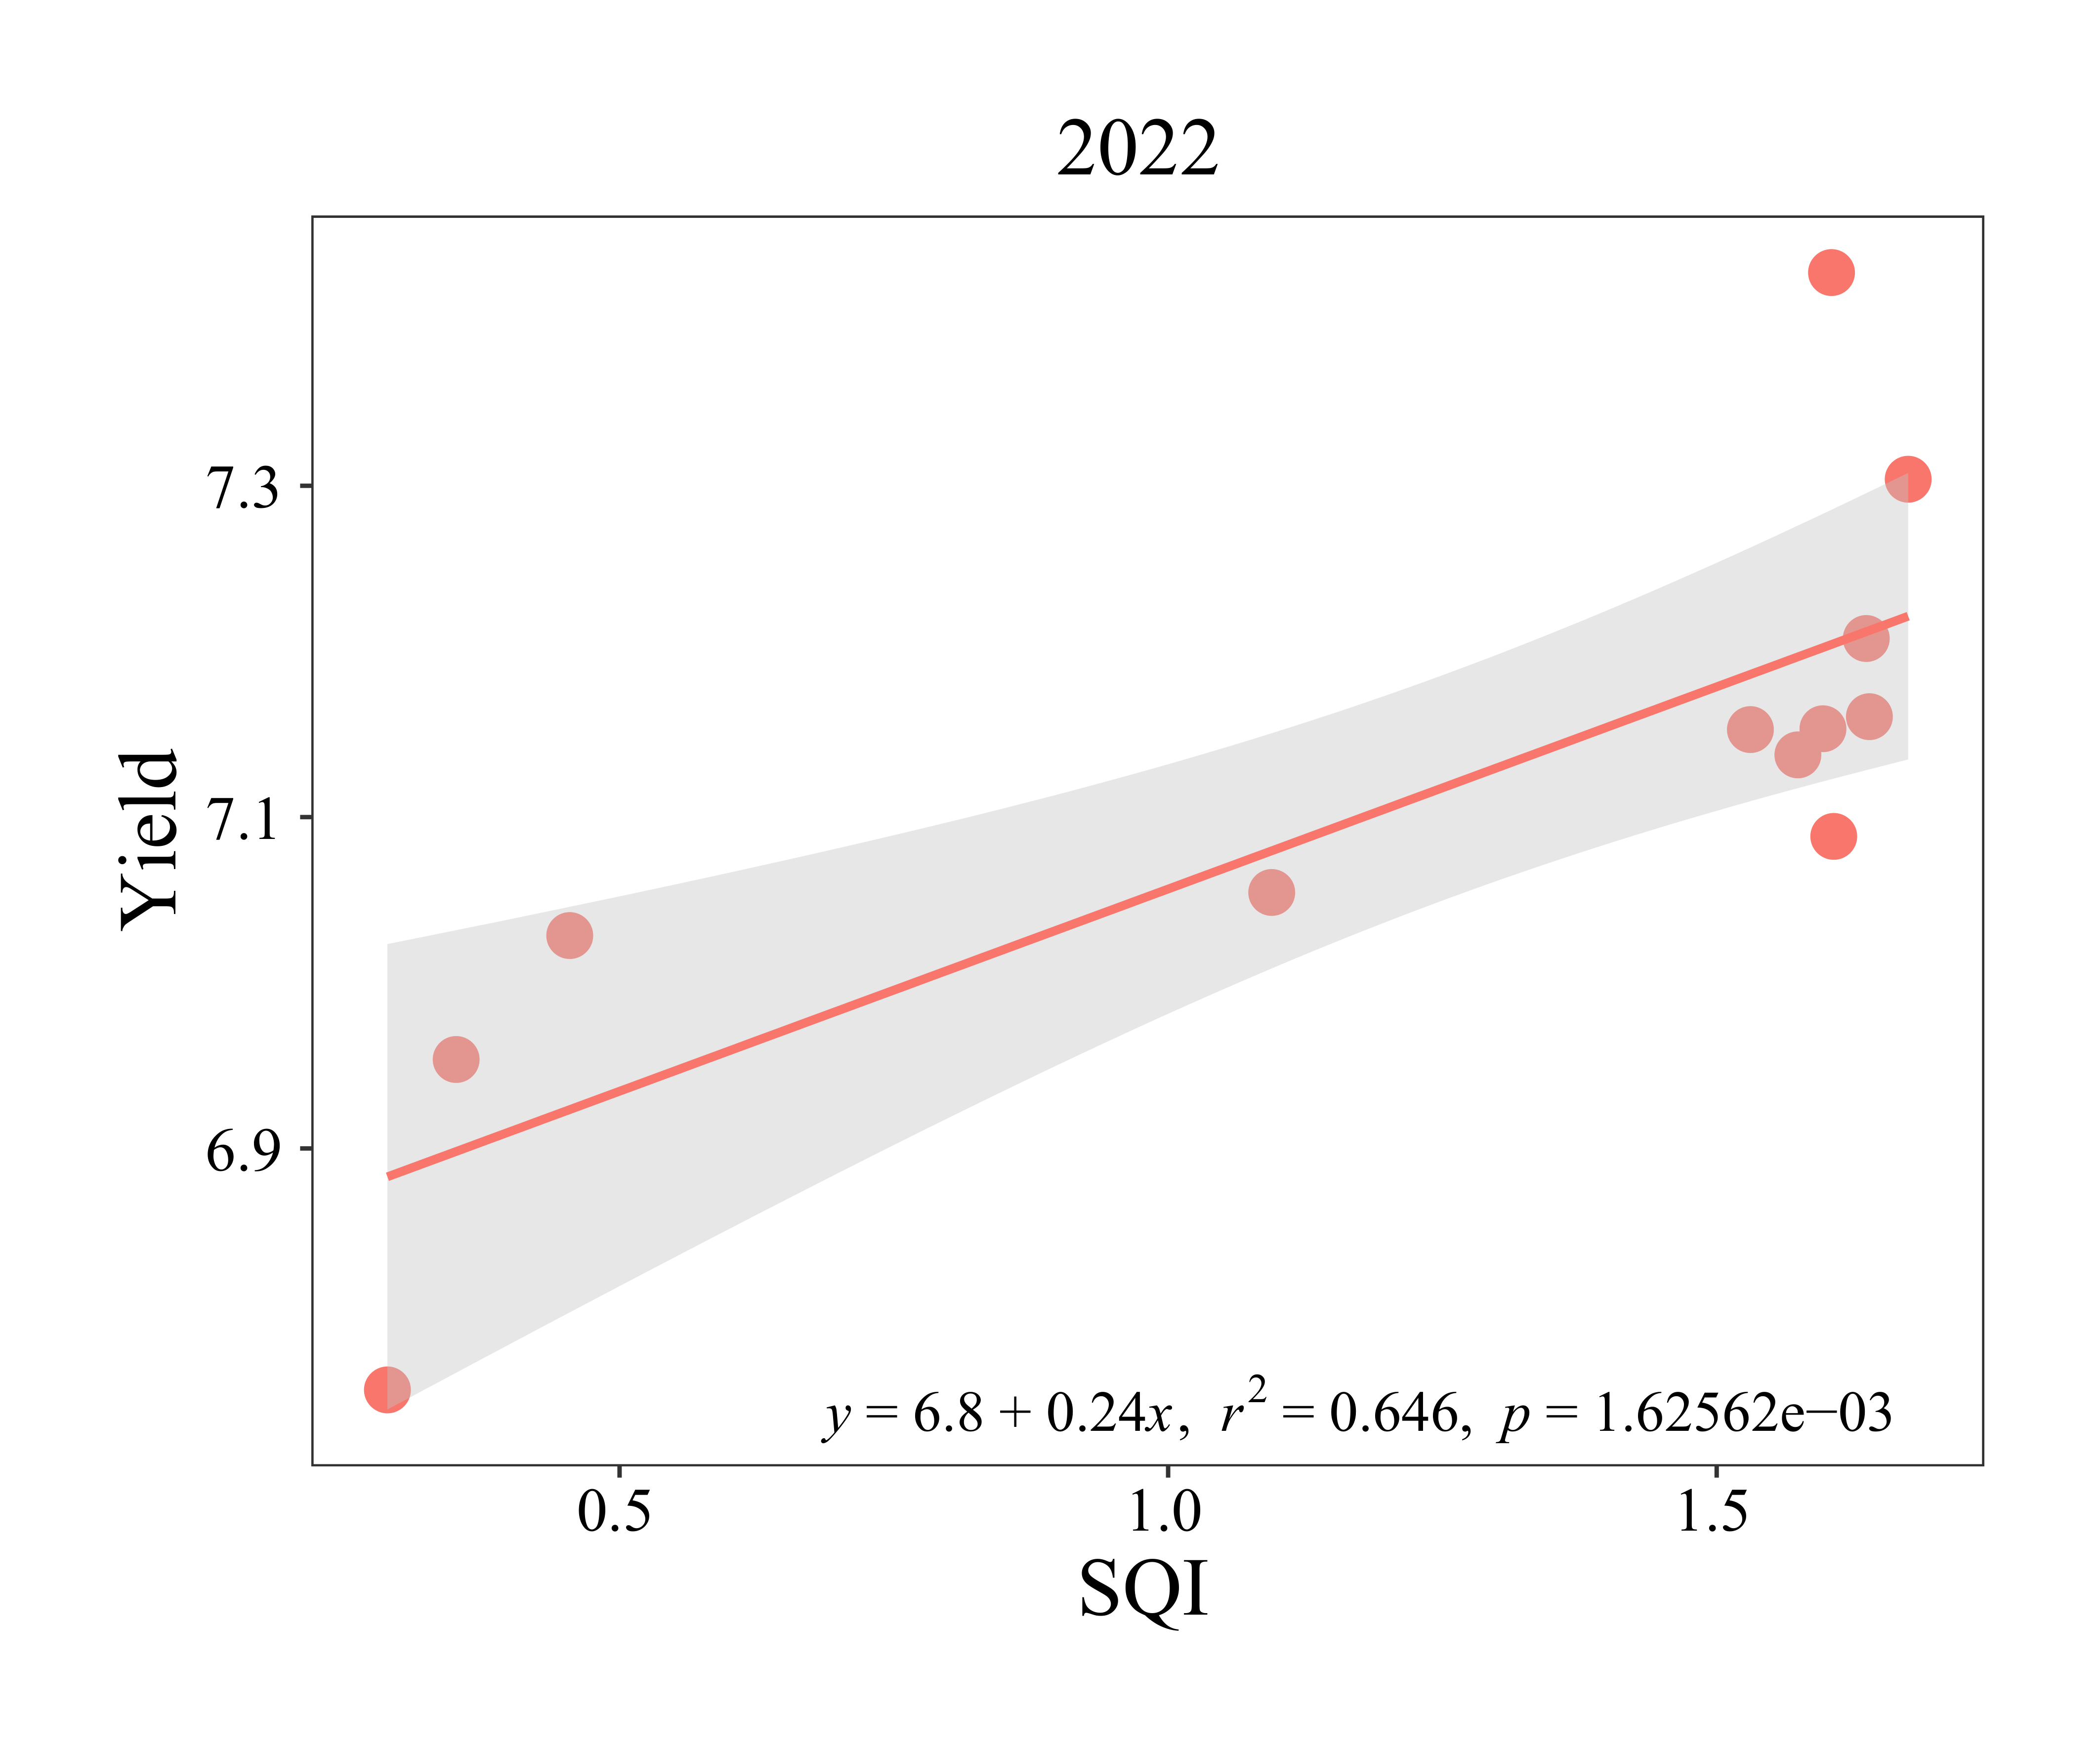 2022
Yield
7.3
7.1
6.9
y = 6.8 + 0.24x, r² = 0.646, p = 1.62562e−03
0.5 1.0 1.5
SQI